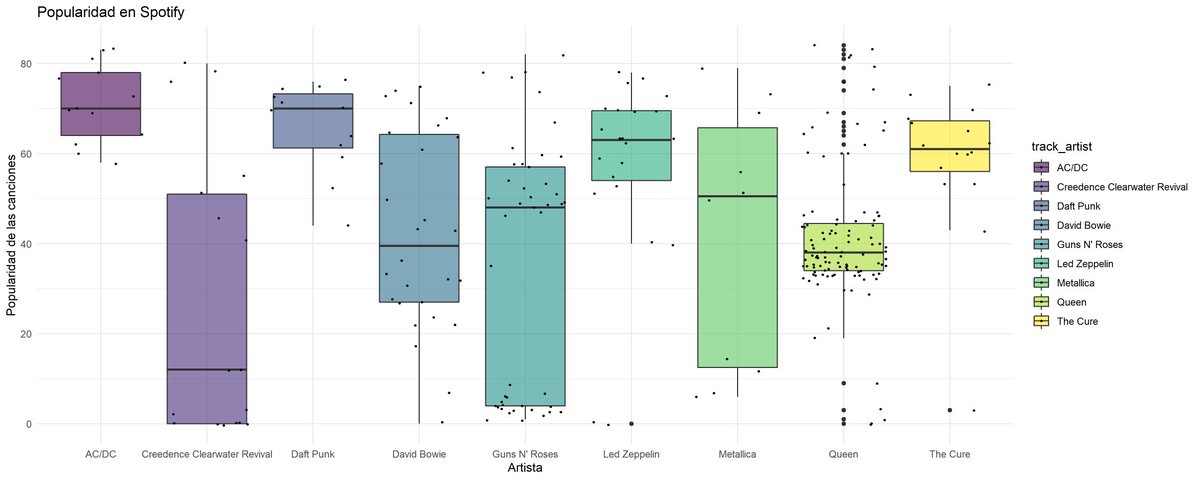 Popularidad en Spotify
Popularidad de las canciones
80
60
40
20
0
AC/DC
Creedence Clearwater Revival
Daft Punk
David Bowie
Guns N' Roses
Led Zeppelin
Metallica
Queen
The Cure
Artista
track_artist
AC/DC
Creedence Clearwater Revival
Daft Punk
David Bowie
Guns N' Roses
Led Zeppelin
Metallica
Queen
The Cure